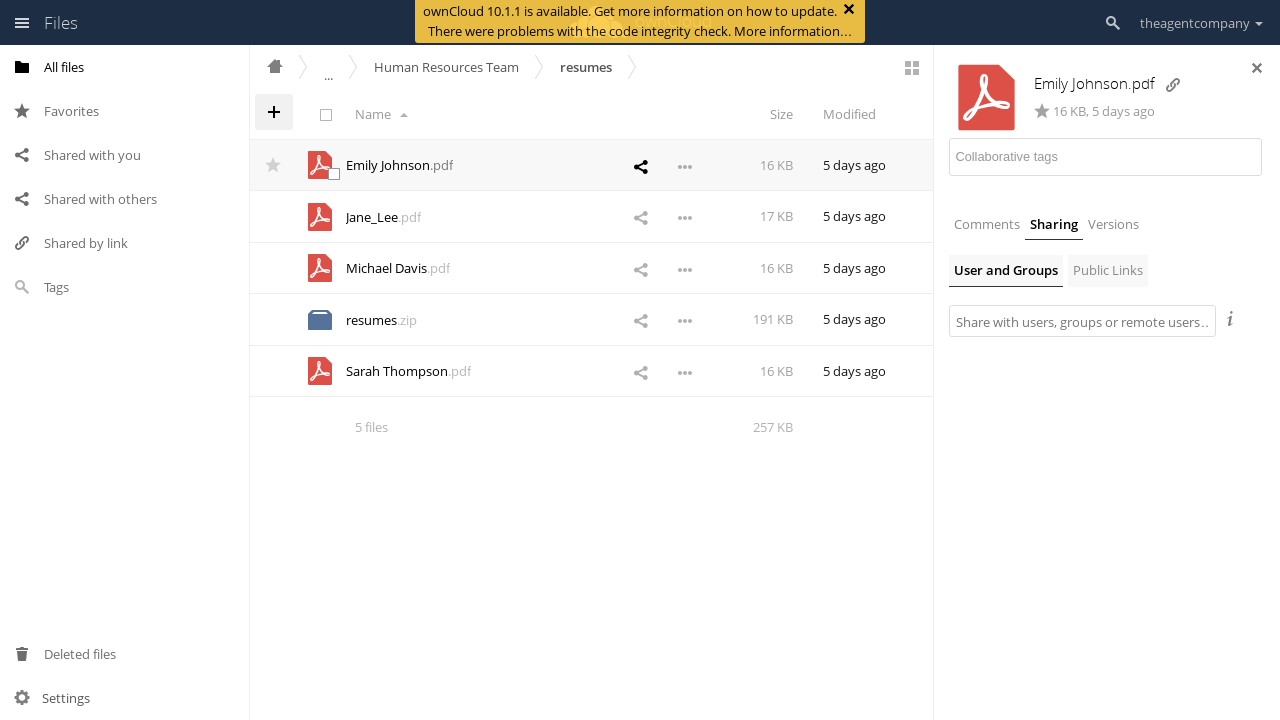 Files
ownCloud 10.1.1 is available. Get more information on how to update.
There were problems with the code integrity check. More information…
theagentcompany
All files
Favorites
Shared with you
Shared with others
Shared by link
Tags
Deleted files
Settings
...
Human Resources Team
resumes
Name
Size
Modified
Emily Johnson.pdf
16 KB
5 days ago
Jane_Lee.pdf
17 KB
5 days ago
Michael Davis.pdf
16 KB
5 days ago
resumes.zip
191 KB
5 days ago
Sarah Thompson.pdf
16 KB
5 days ago
5 files
257 KB
Emily Johnson.pdf
16 KB, 5 days ago
Collaborative tags
Comments
Sharing
Versions
User and Groups
Public Links
Share with users, groups or remote users…